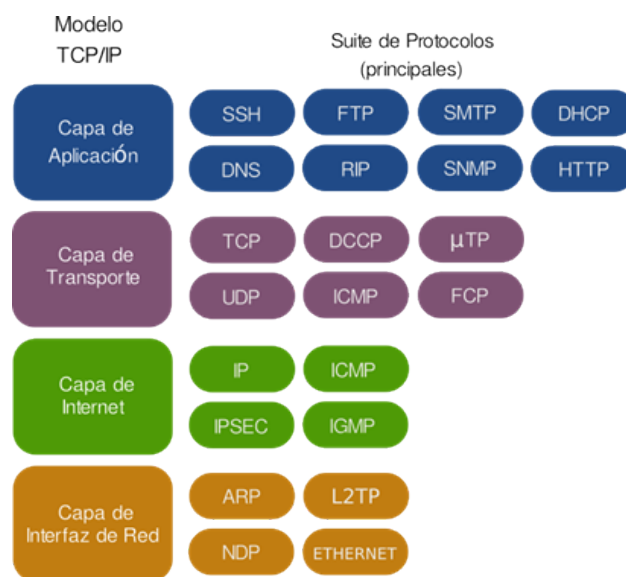 Modelo
TCP/IP
Suite de Protocolos
(principales)
Capa de
Aplicación
SSH
FTP
SMTP
DHCP
DNS
RIP
SNMP
HTTP
Capa de
Transporte
TCP
DCCP
µTP
UDP
ICMP
FCP
Capa de
Internet
IP
ICMP
IPSEC
IGMP
Capa de
Interfaz de Red
ARP
L2TP
NDP
ETHERNET